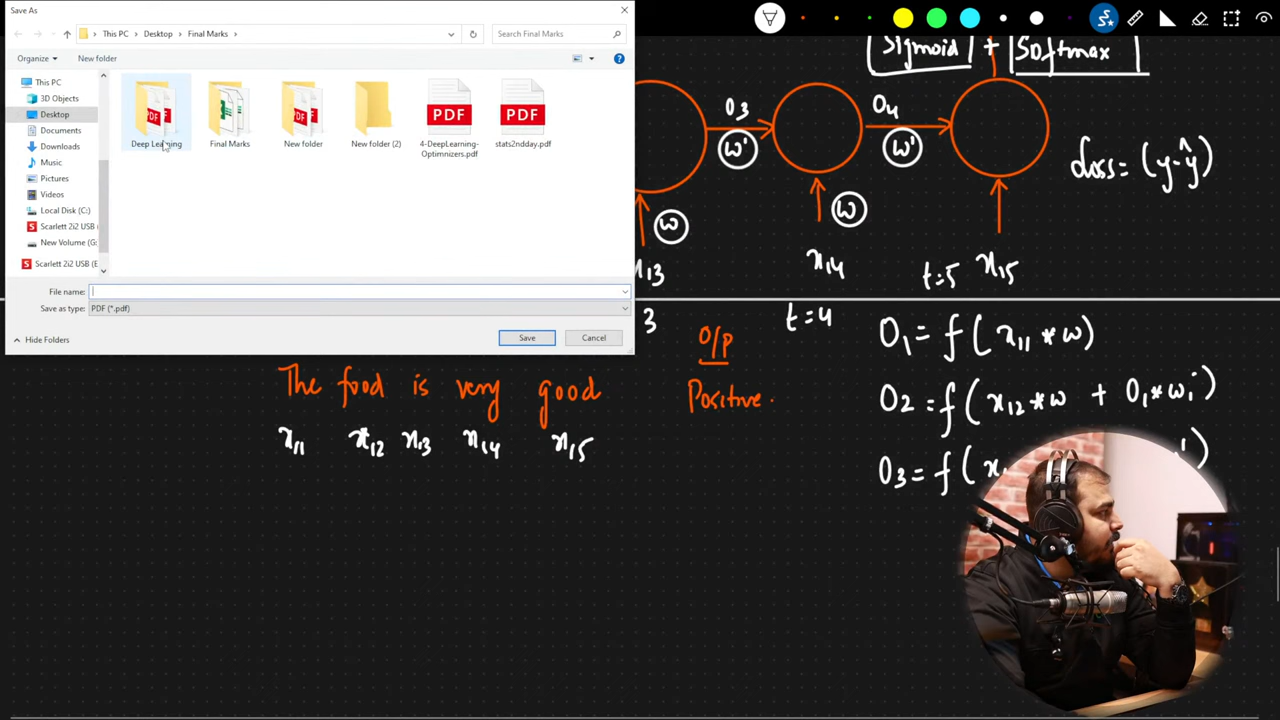 Save As
This PC > Desktop > Final Marks >
Search Final Marks
Organize
New folder
This PC
3D Objects
Desktop
Documents
Downloads
Music
Pictures
Videos
Local Disk (C:)
Scarlett 2i2 USB
New Volume (G:
Scarlett 2i2 USB (E
Deep Learning
Final Marks
New folder
New folder (2)
4-DeepLearning-
Optimnizers.pdf
stats2ndday.pdf
PDF
PDF
File name:
Save as type: PDF (*.pdf)
Hide Folders
Save
Cancel
Sigmoid + Softmax
O3
O4
w'
w'
loss = (y-ŷ)
w
w
x13
x14
t=5 x15
3
t=4
O/P
Positive.
The food is very good
x11 x12 x13 x14 x15
O1 = f(x11 * w)
O2 = f(x12 * w + O1 * w')
O3 = f(x